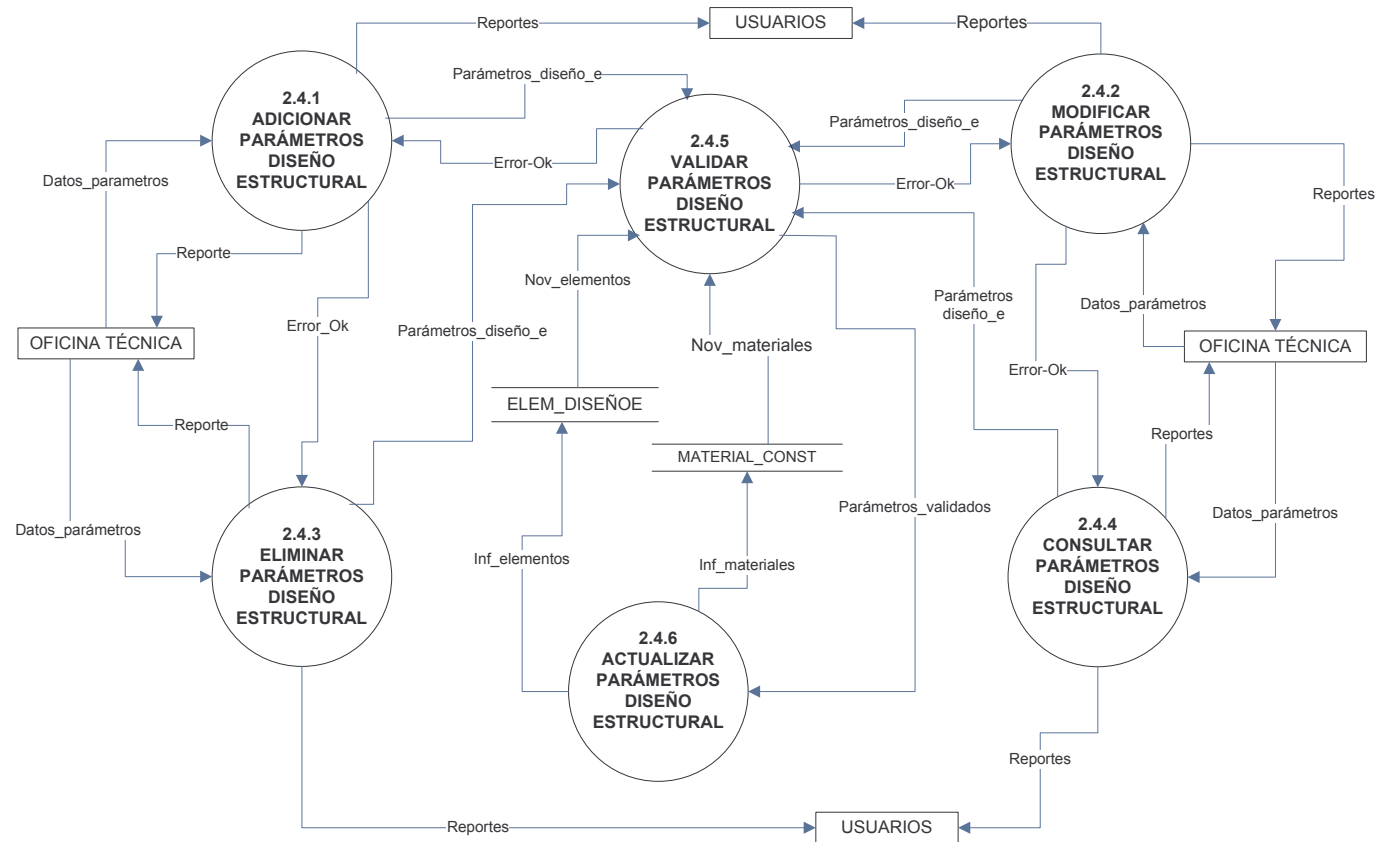 Reportes
USUARIOS
Reportes
Parámetros_diseño_e
2.4.1
ADICIONAR
PARÁMETROS
DISEÑO
ESTRUCTURAL
2.4.2
MODIFICAR
PARÁMETROS
DISEÑO
ESTRUCTURAL
Parámetros_diseño_e
2.4.5
VALIDAR
PARÁMETROS
DISEÑO
ESTRUCTURAL
Error-Ok
Error-Ok
Datos_parametros
Reportes
Reporte
Nov_elementos
Parámetros
diseño_e
Datos_parámetros
Error_Ok
Parámetros_diseño_e
OFICINA TÉCNICA
Nov_materiales
OFICINA TÉCNICA
Error-Ok
ELEM_DISEÑOE
Reporte
Reportes
MATERIAL_CONST
Parámetros_validados
Datos_parámetros
Datos_parámetros
2.4.3
ELIMINAR
PARÁMETROS
DISEÑO
ESTRUCTURAL
2.4.4
CONSULTAR
PARÁMETROS
DISEÑO
ESTRUCTURAL
Inf_elementos
Inf_materiales
2.4.6
ACTUALIZAR
PARÁMETROS
DISEÑO
ESTRUCTURAL
Reportes
Reportes
USUARIOS